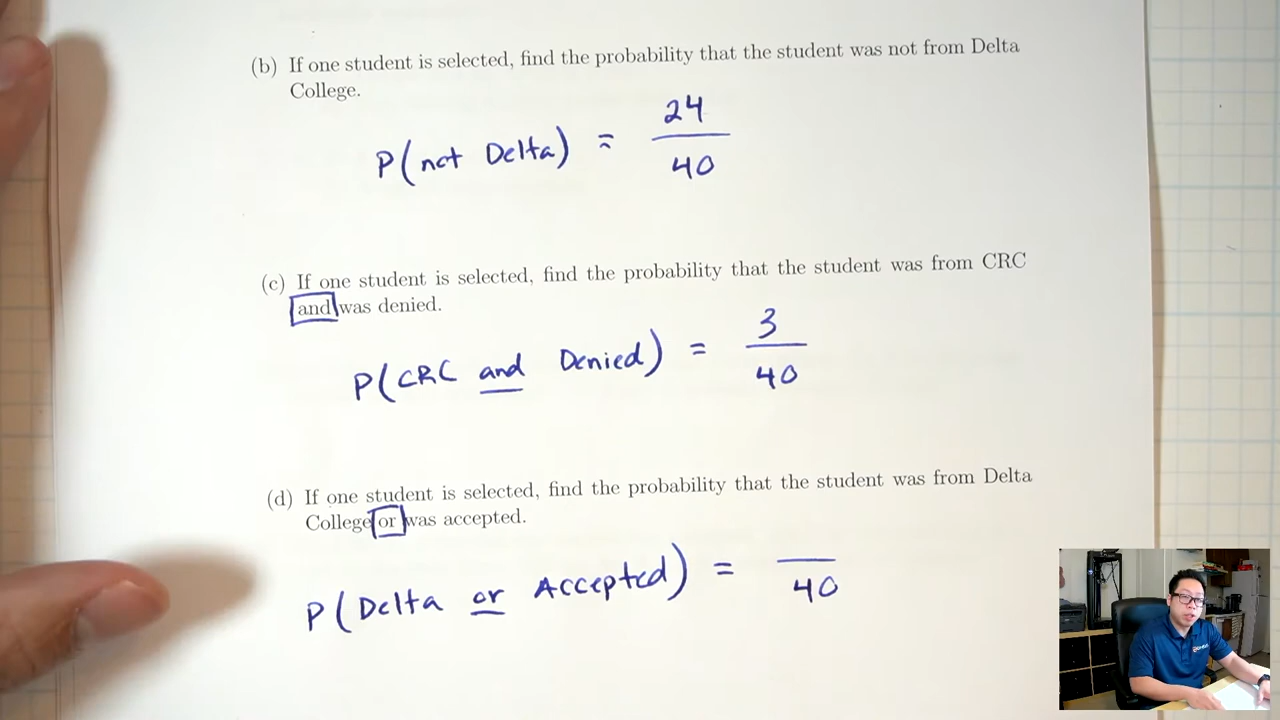 (b) If one student is selected, find the probability that the student was not from Delta
College.
P(not Delta) = 24/40
(c) If one student is selected, find the probability that the student was from CRC
and was denied.
P(CRC and Denied) = 3/40
(d) If one student is selected, find the probability that the student was from Delta
College or was accepted.
P(Delta or Accepted) = /40